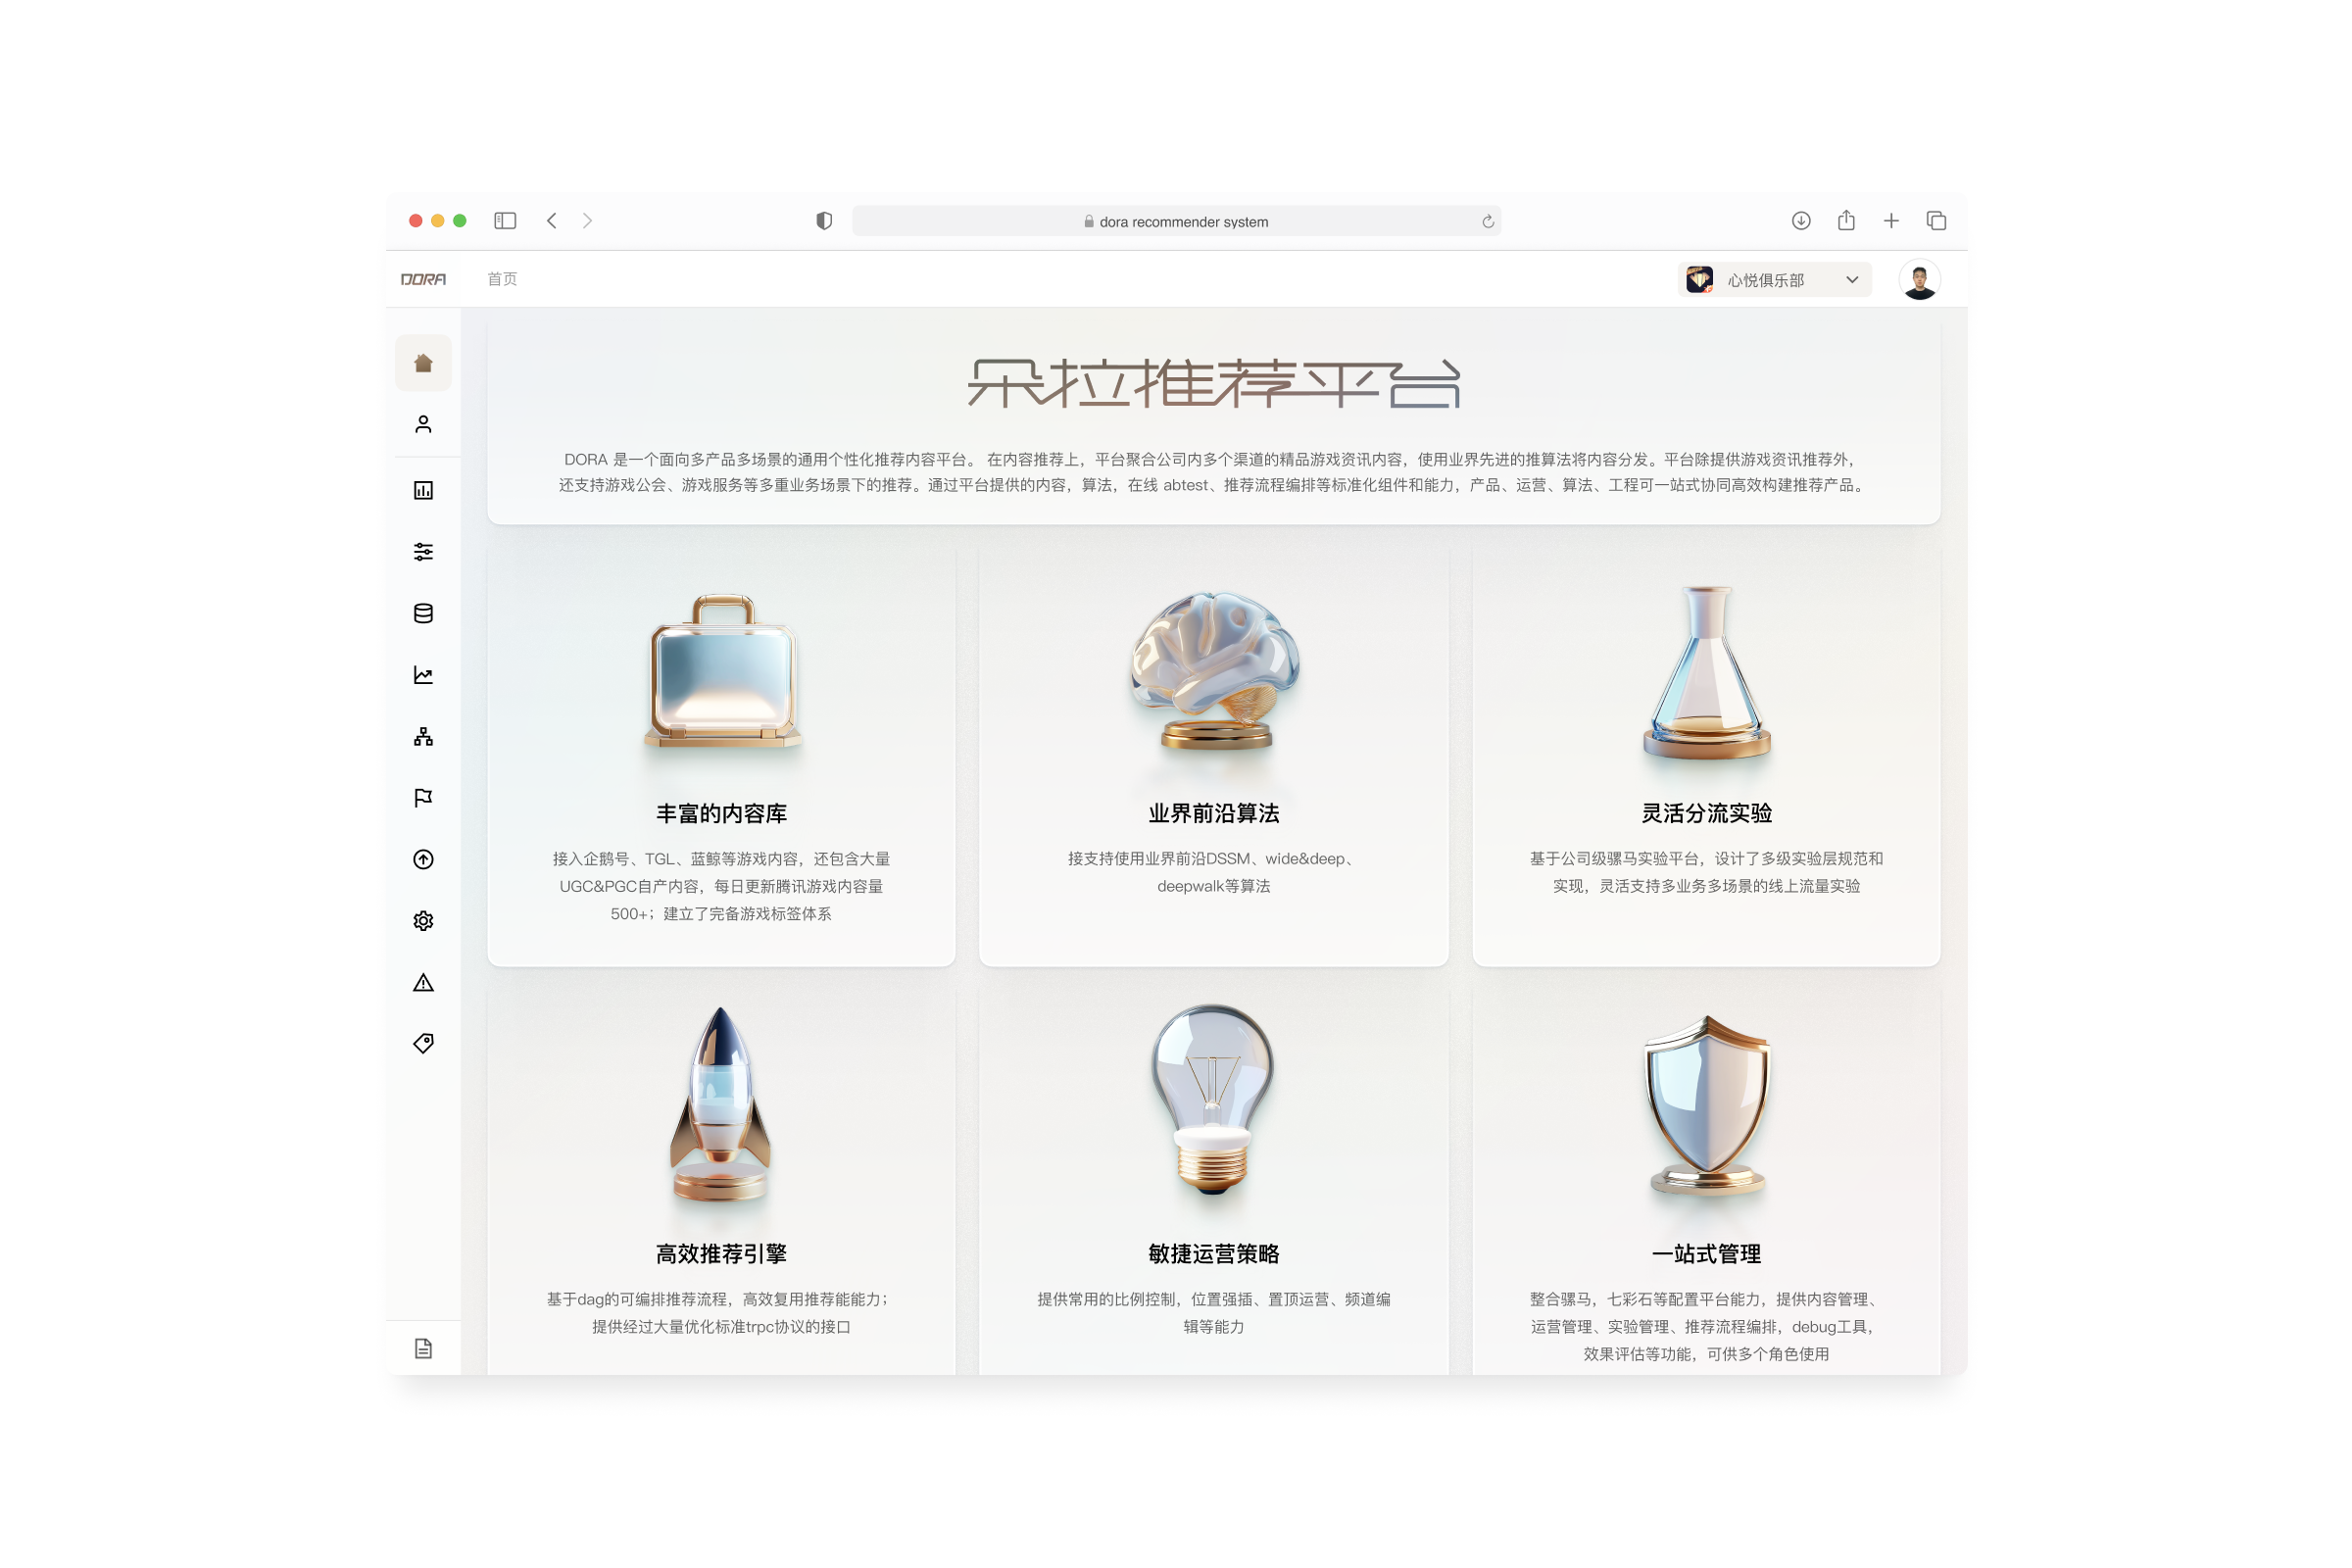 dora recommender system
DORA
首页
心悦俱乐部
朵拉推荐平台
DORA 是一个面向多产品多场景的通用个性化推荐内容平台。 在内容推荐上，平台聚合公司内多个渠道的精品游戏资讯内容，使用业界先进的推算法将内容分发。平台除提供游戏资讯推荐外，
还支持游戏公会、游戏服务等多重业务场景下的推荐。通过平台提供的内容，算法，在线 abtest、推荐流程编排等标准化组件和能力，产品、运营、算法、工程可一站式协同高效构建推荐产品。
丰富的内容库
接入企鹅号、TGL、蓝鲸等游戏内容，还包含大量
UGC&PGC自产内容，每日更新腾讯游戏内容量
500+；建立了完备游戏标签体系
业界前沿算法
接支持使用业界前沿DSSM、wide&deep、
deepwalk等算法
灵活分流实验
基于公司级骡马实验平台，设计了多级实验层规范和
实现，灵活支持多业务多场景的线上流量实验
高效推荐引擎
基于dag的可编排推荐流程，高效复用推荐能能力；
提供经过大量优化标准trpc协议的接口
敏捷运营策略
提供常用的比例控制，位置强插、置顶运营、频道编
辑等能力
一站式管理
整合骡马，七彩石等配置平台能力，提供内容管理、
运营管理、实验管理、推荐流程编排，debug工具，
效果评估等功能，可供多个角色使用